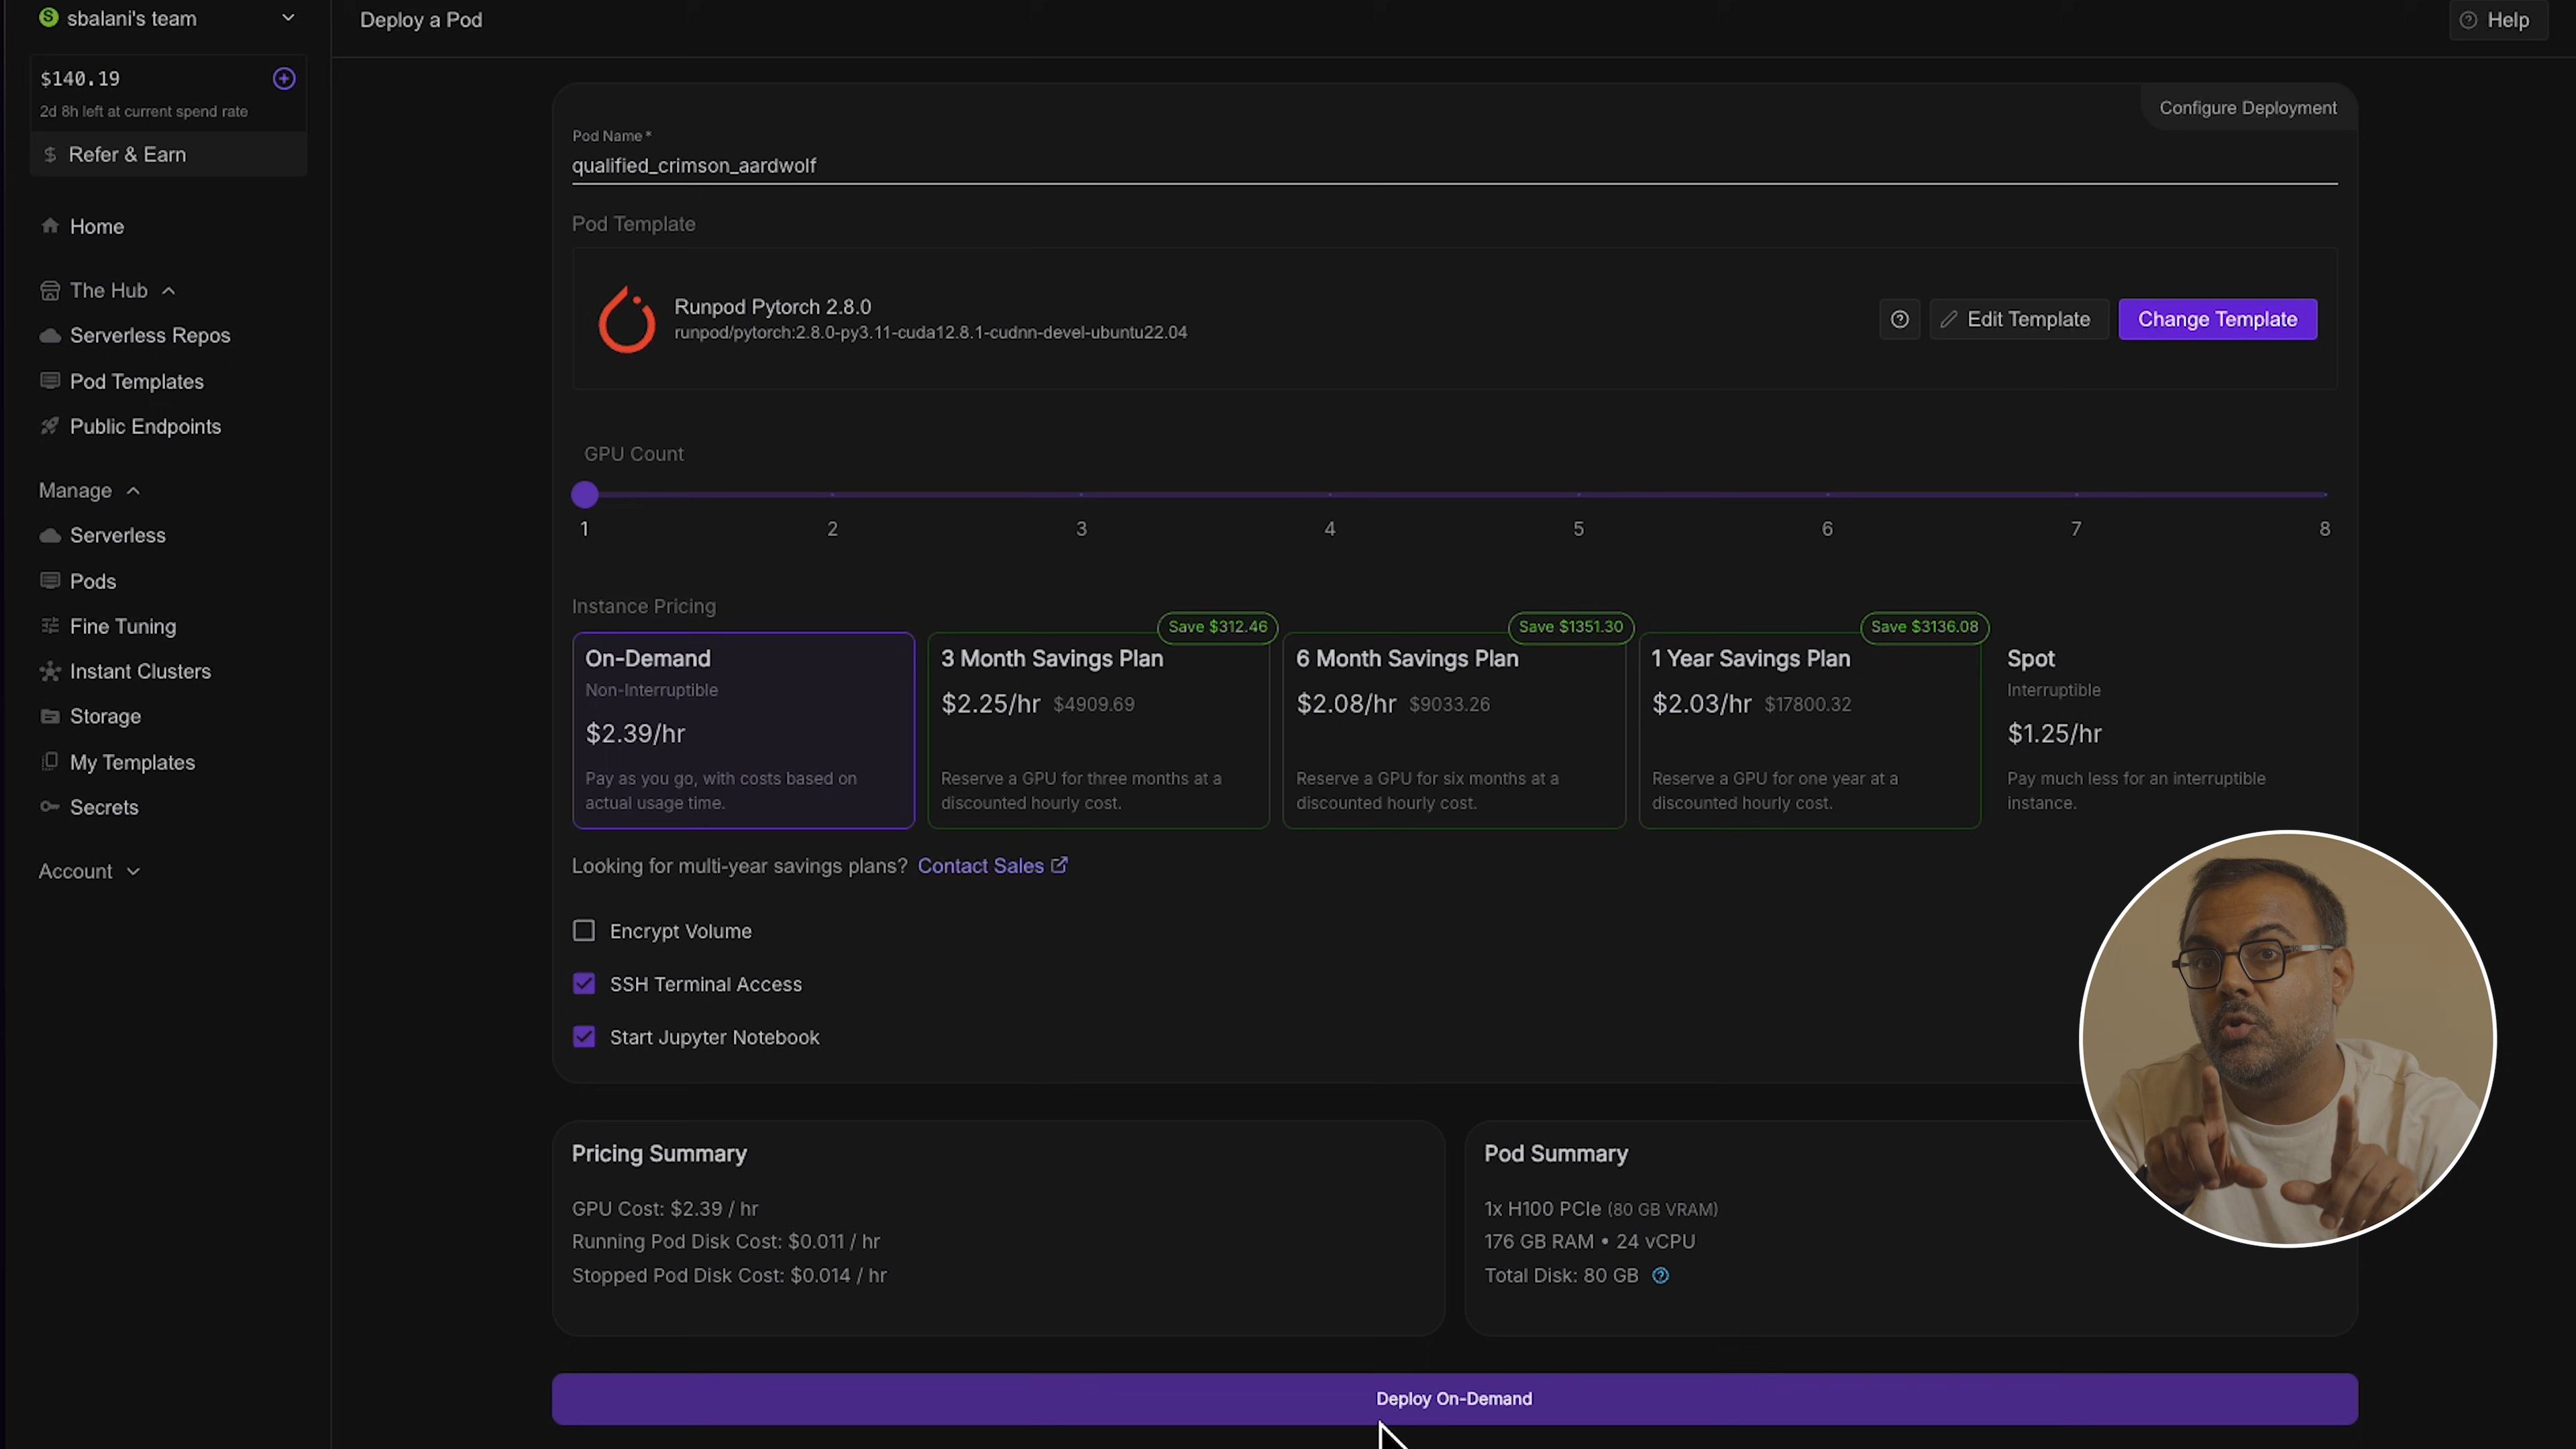 S sbalani's team
$140.19
2d 8h left at current spend rate
$ Refer & Earn
Home
The Hub
Serverless Repos
Pod Templates
Public Endpoints
Manage
Serverless
Pods
Fine Tuning
Instant Clusters
Storage
My Templates
Secrets
Account
Deploy a Pod
Help
Configure Deployment
Pod Name *
qualified_crimson_aardwolf
Pod Template
Runpod Pytorch 2.8.0
runpod/pytorch:2.8.0-py3.11-cuda12.8.1-cudnn-devel-ubuntu22.04
Edit Template
Change Template
GPU Count
1 2 3 4 5 6 7 8
Instance Pricing
On-Demand
Non-Interruptible
$2.39/hr
Pay as you go, with costs based on
actual usage time.
Save $312.46
3 Month Savings Plan
$2.25/hr $4909.69
Reserve a GPU for three months at a
discounted hourly cost.
Save $1351.30
6 Month Savings Plan
$2.08/hr $9033.26
Reserve a GPU for six months at a
discounted hourly cost.
Save $3136.08
1 Year Savings Plan
$2.03/hr $17800.32
Reserve a GPU for one year at a
discounted hourly cost.
Spot
Interruptible
$1.25/hr
Pay much less for an interruptible
instance.
Looking for multi-year savings plans? Contact Sales
Encrypt Volume
SSH Terminal Access
Start Jupyter Notebook
Pricing Summary
GPU Cost: $2.39 / hr
Running Pod Disk Cost: $0.011 / hr
Stopped Pod Disk Cost: $0.014 / hr
Pod Summary
1x H100 PCIe (80 GB VRAM)
176 GB RAM • 24 vCPU
Total Disk: 80 GB
Deploy On-Demand